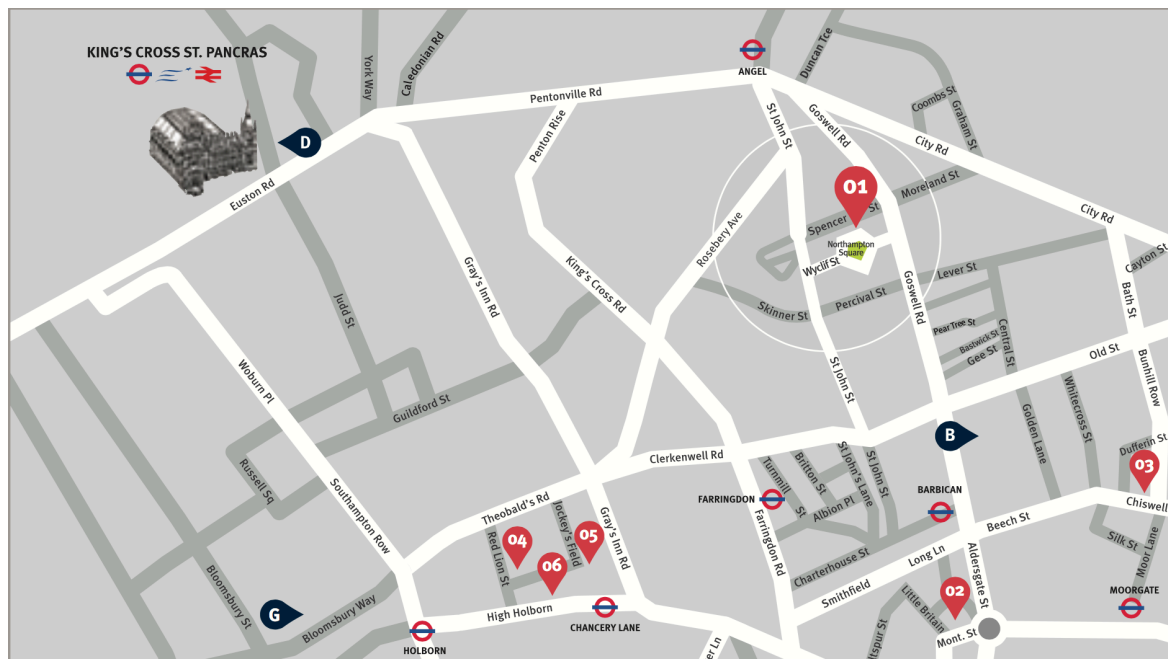 KING'S CROSS ST. PANCRAS
York Way
Caledonian Rd
ANGEL
Duncan Tce
Pentonville Rd
Penton Rise
St John St
Goswell Rd
Coombs St
Graham St
City Rd
D
Euston Rd
01
Moreland St
Spencer St
Northampton
Square
Wyclif St
City Rd
Rosebery Ave
Gray's Inn Rd
King's Cross Rd
Goswell Rd
Lever St
Cayton St
Bath St
Judd St
Skinner St
Percival St
Pear Tree St
Bastwick St
Gee St
Central St
Old St
Woburn Pl
Guildford St
St John St
Bunhill Row
Whitecross St
Golden Lane
Russell Sq
Southampton Row
Clerkenwell Rd
B
Dufferin St
03
Turnmill St
Britton St
St John's Lane
St John St
Albion Pl
FARRINGDON
BARBICAN
Chiswell
Theobald's Rd
Jockey's Field
Gray's Inn Rd
Farringdon Rd
Beech St
Silk St
Moor Lane
04
05
06
Red Lion St
Charterhouse St
Long Ln
Smithfield
Aldersgate St
02
Little Britain
MOORGATE
Bloomsbury St
G
Bloomsbury Way
High Holborn
CHANCERY LANE
HOLBORN
Mont. St
ltspur St
er Ln